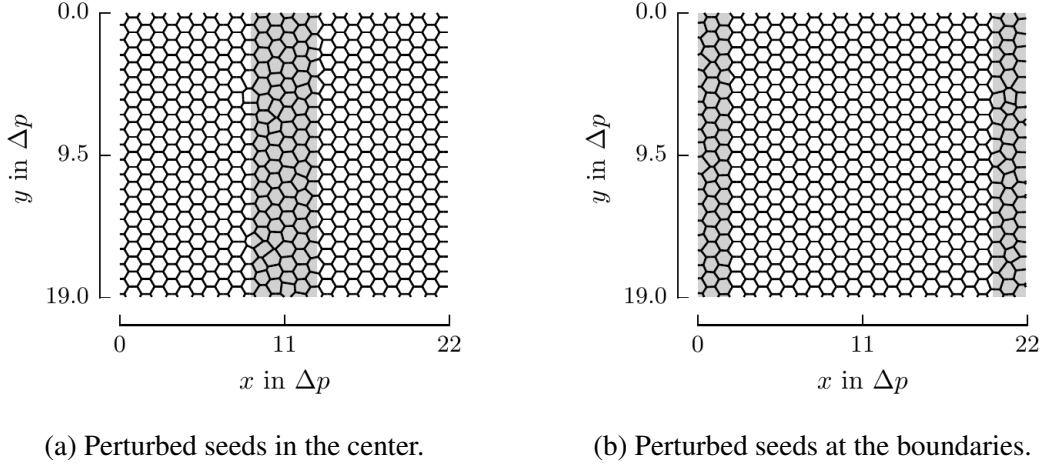 0.0
9.5
19.0
y in Δp
0
11
22
x in Δp
(a) Perturbed seeds in the center.
0.0
9.5
19.0
y in Δp
0
11
22
x in Δp
(b) Perturbed seeds at the boundaries.